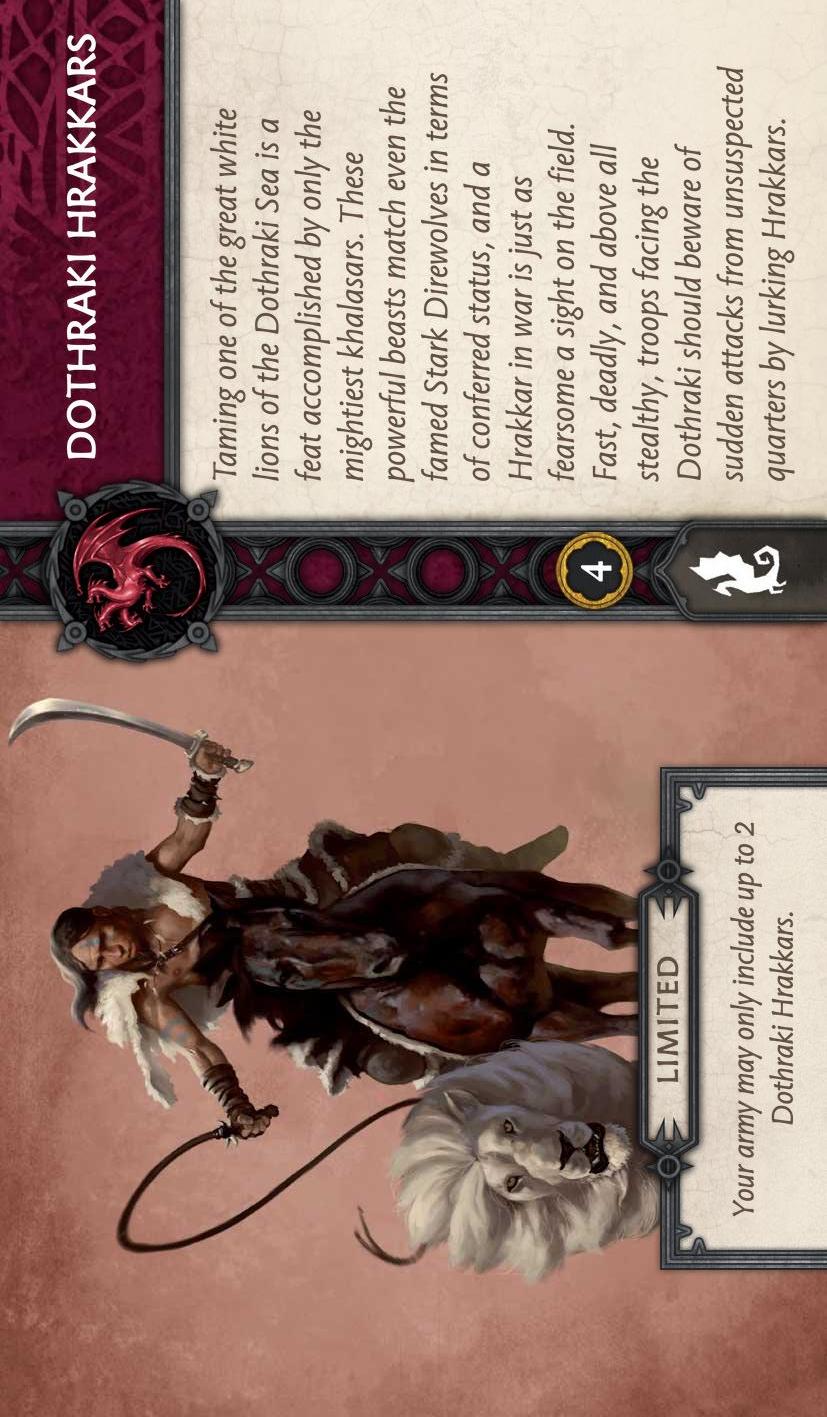 DOTHRAKI HRAKKARS
Taming one of the great white
lions of the Dothraki Sea is a
feat accomplished by only the
mightiest khalasars. These
powerful beasts match even the
famed Stark Direwolves in terms
of conferred status, and a
Hrakkar in war is just as
fearsome a sight on the field.
Fast, deadly, and above all
stealthy, troops facing the
Dothraki should beware of
sudden attacks from unsuspected
quarters by lurking Hrakkars.
4
LIMITED
Your army may only include up to 2
Dothraki Hrakkars.